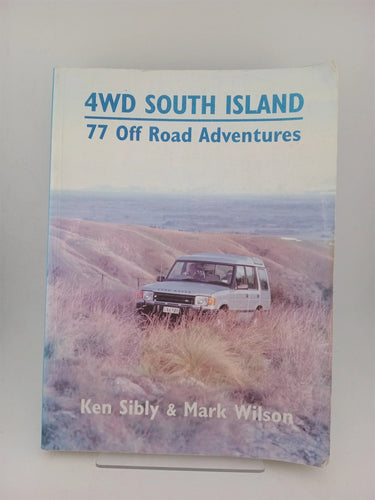 4WD SOUTH ISLAND
77 Off Road Adventures
Ken Sibly & Mark Wilson